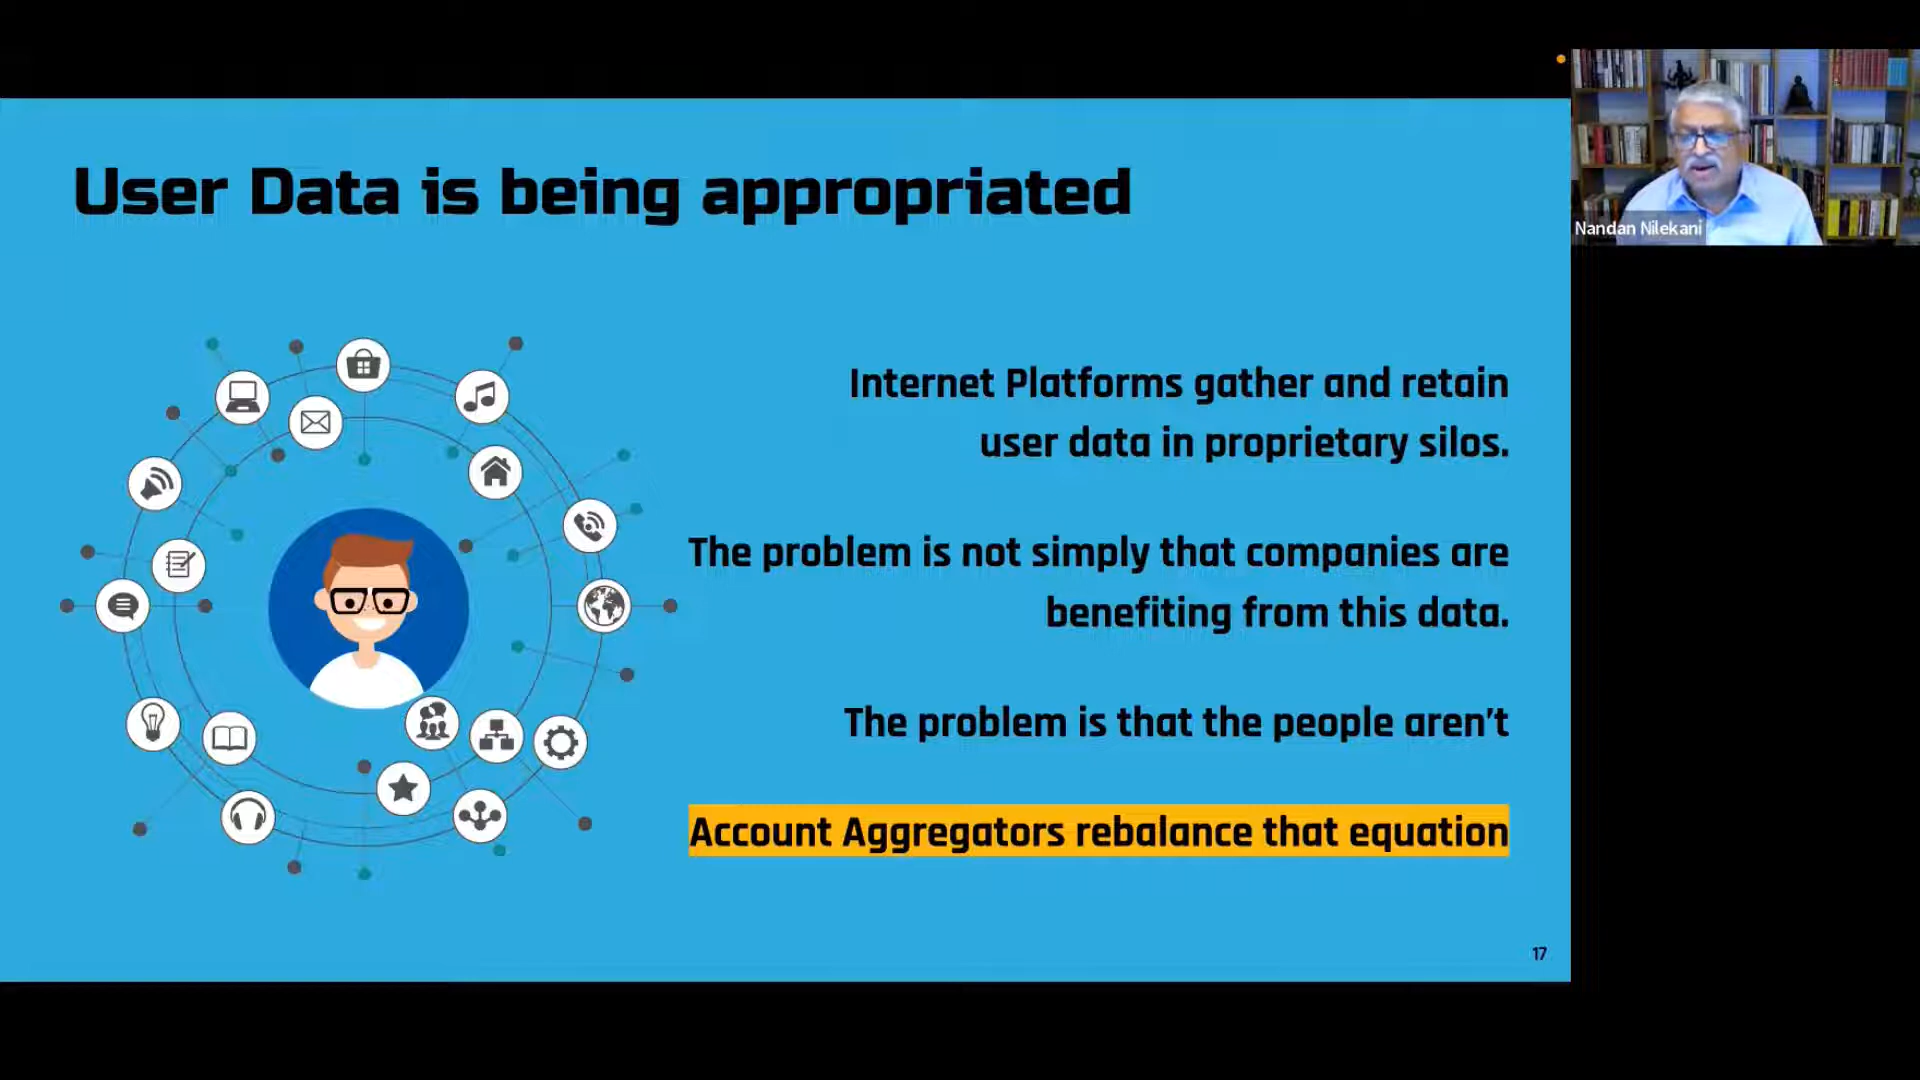 User Data is being appropriated
Nandan Nilekani
Internet Platforms gather and retain
user data in proprietary silos.
The problem is not simply that companies are
benefiting from this data.
The problem is that the people aren’t
Account Aggregators rebalance that equation
17